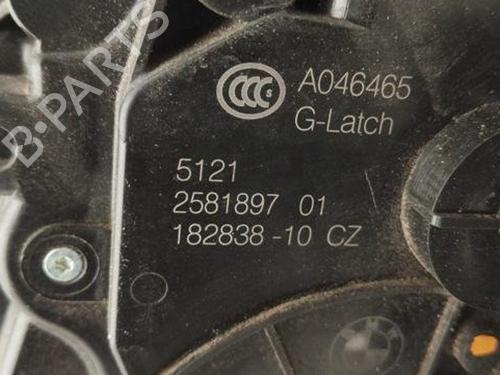 B-PARTS
CCC S A046465
G-Latch
5121
2581897 01
182838-10 CZ